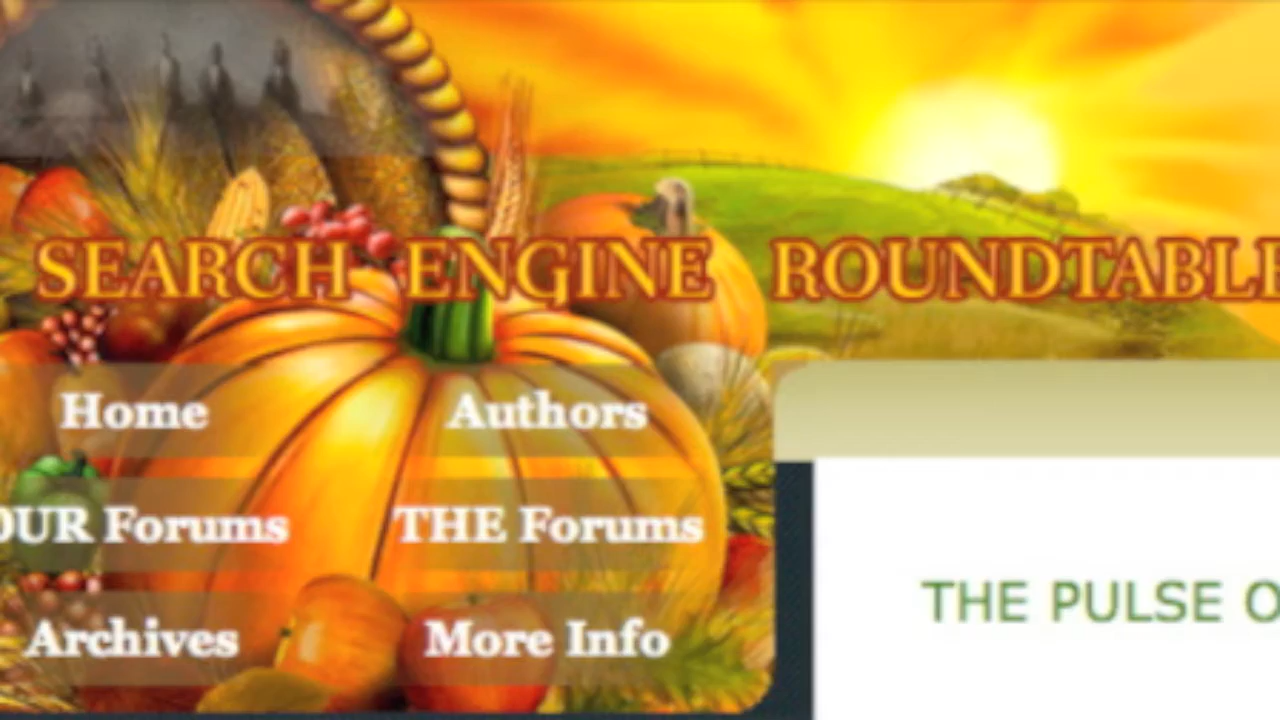 SEARCH ENGINE ROUNDTABLE
Home Authors
OUR Forums THE Forums
THE PULSE O
Archives More Info